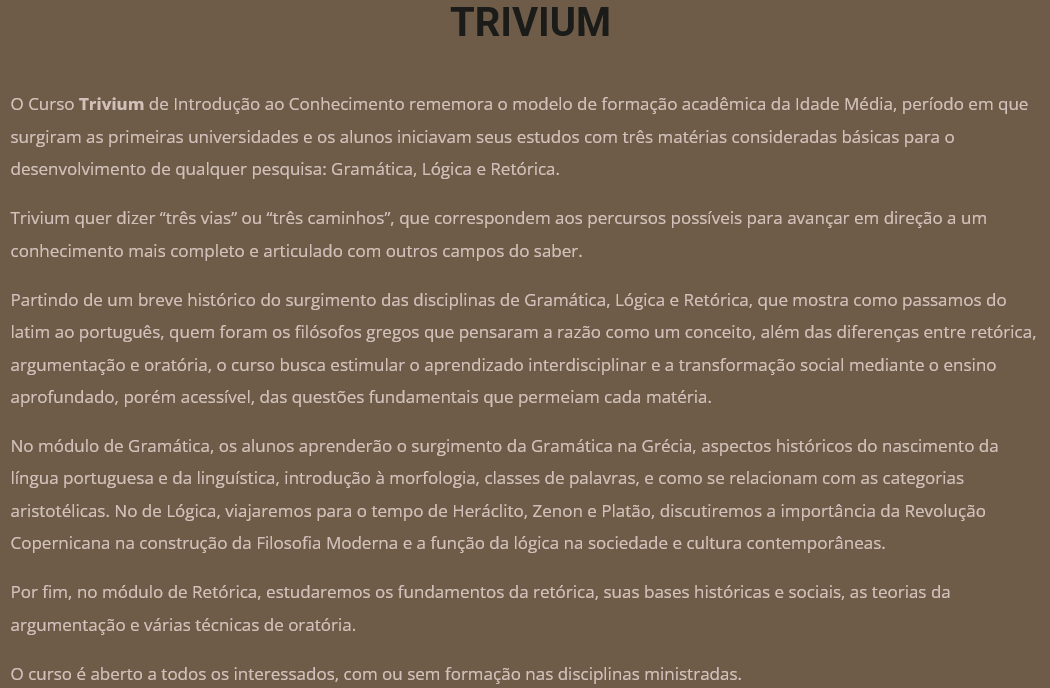 TRIVIUM
O Curso Trivium de Introdução ao Conhecimento rememora o modelo de formação acadêmica da Idade Média, período em que
surgiram as primeiras universidades e os alunos iniciavam seus estudos com três matérias consideradas básicas para o
desenvolvimento de qualquer pesquisa: Gramática, Lógica e Retórica.
Trivium quer dizer “três vias” ou “três caminhos”, que correspondem aos percursos possíveis para avançar em direção a um
conhecimento mais completo e articulado com outros campos do saber.
Partindo de um breve histórico do surgimento das disciplinas de Gramática, Lógica e Retórica, que mostra como passamos do
latim ao português, quem foram os filósofos gregos que pensaram a razão como um conceito, além das diferenças entre retórica,
argumentação e oratória, o curso busca estimular o aprendizado interdisciplinar e a transformação social mediante o ensino
aprofundado, porém acessível, das questões fundamentais que permeiam cada matéria.
No módulo de Gramática, os alunos aprenderão o surgimento da Gramática na Grécia, aspectos históricos do nascimento da
língua portuguesa e da linguística, introdução à morfologia, classes de palavras, e como se relacionam com as categorias
aristotélicas. No de Lógica, viajaremos para o tempo de Heráclito, Zenon e Platão, discutiremos a importância da Revolução
Copernicana na construção da Filosofia Moderna e a função da lógica na sociedade e cultura contemporâneas.
Por fim, no módulo de Retórica, estudaremos os fundamentos da retórica, suas bases históricas e sociais, as teorias da
argumentação e várias técnicas de oratória.
O curso é aberto a todos os interessados, com ou sem formação nas disciplinas ministradas.